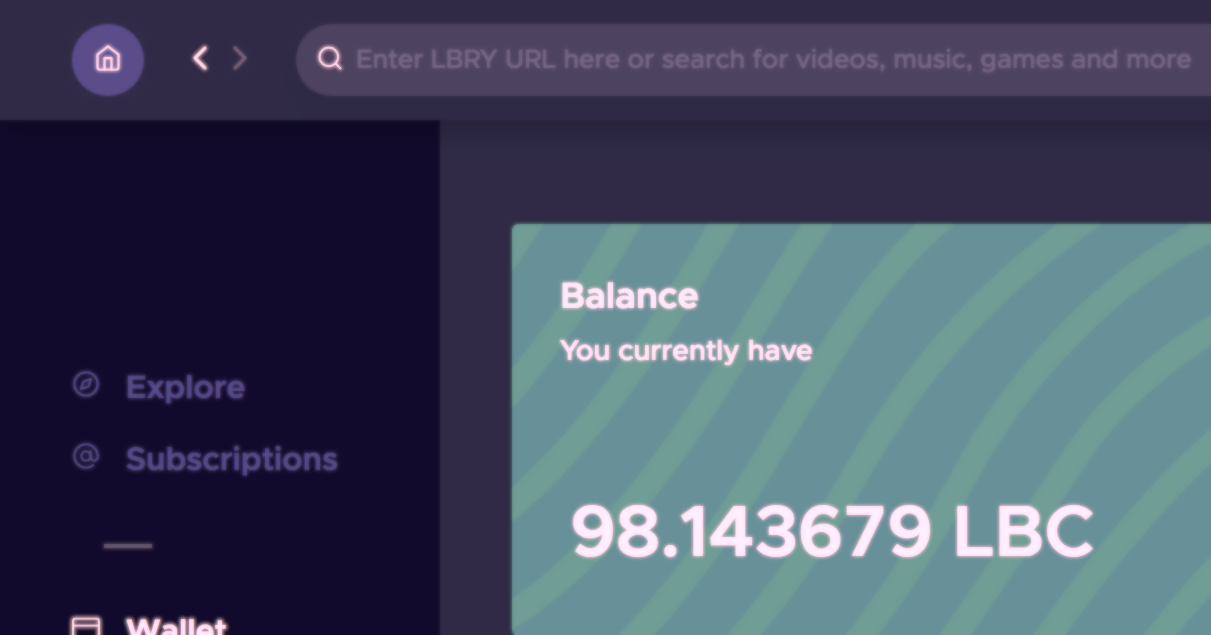 Enter LBRY URL here or search for videos, music, games and more
Balance
You currently have
Explore
Subscriptions
98.143679 LBC
Wallet